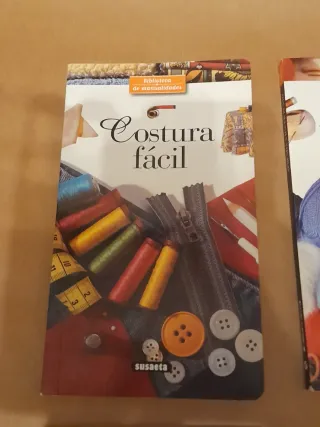 Biblioteca
de manualidades
Costura
fácil
susaeta